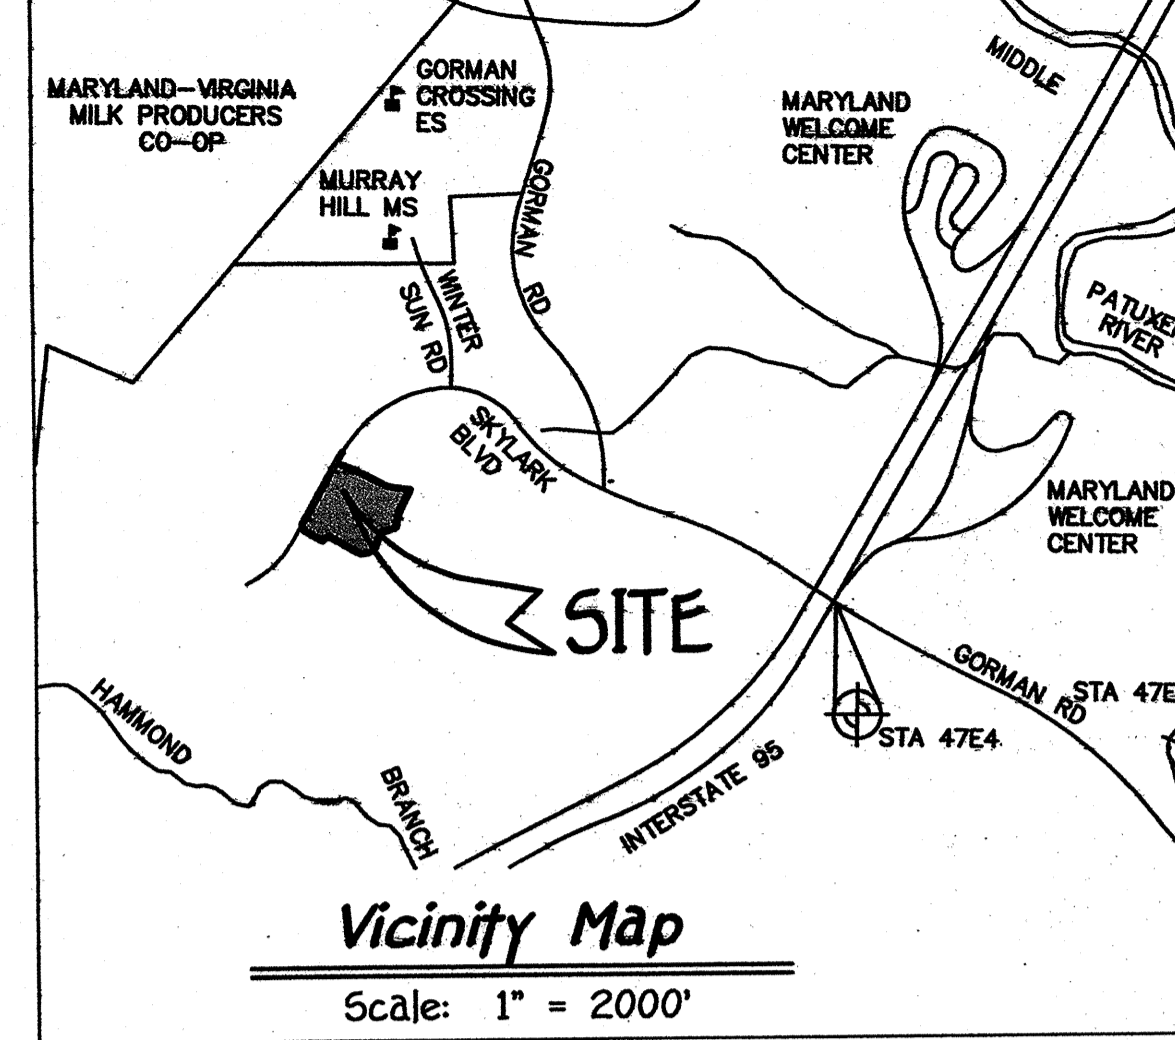 MARYLAND-VIRGINIA
MILK PRODUCERS
CO-OP
GORMAN
CROSSING
ES
MURRAY
HILL MS
GORMAN RD
WINTER
SUN RD
SKYLARK
BLVD
MARYLAND
WELCOME
CENTER
MIDDLE
PATUXE
RIVER
MARYLAND
WELCOME
CENTER
SITE
GORMAN RD
STA 47E
STA 47E4
INTERSTATE 95
HAMMOND
BRANCH
Vicinity Map
Scale: 1" = 2000'